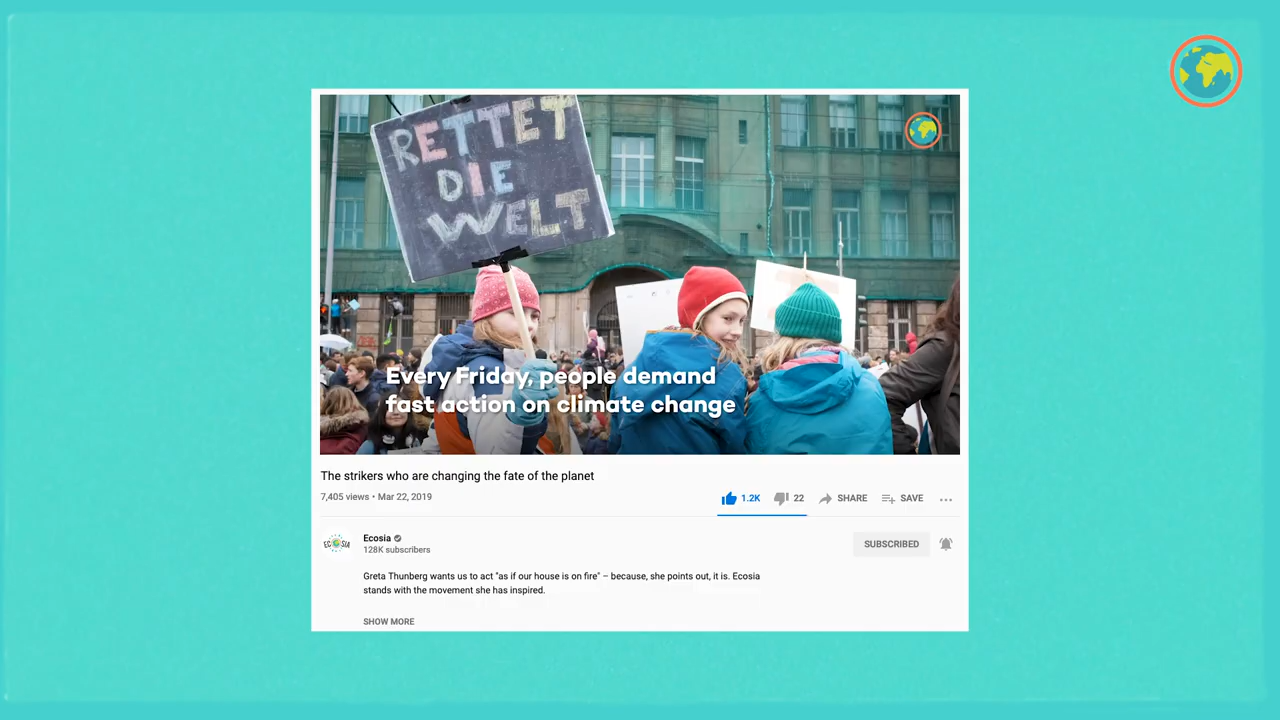 RETTET
DIE
WELT
Every Friday, people demand
fast action on climate change
The strikers who are changing the fate of the planet
7,405 views • Mar 22, 2019
1.2K
22
SHARE
SAVE
ECOSIA
Ecosia
128K subscribers
SUBSCRIBED
Greta Thunberg wants us to act "as if our house is on fire" – because, she points out, it is. Ecosia
stands with the movement she has inspired.
SHOW MORE